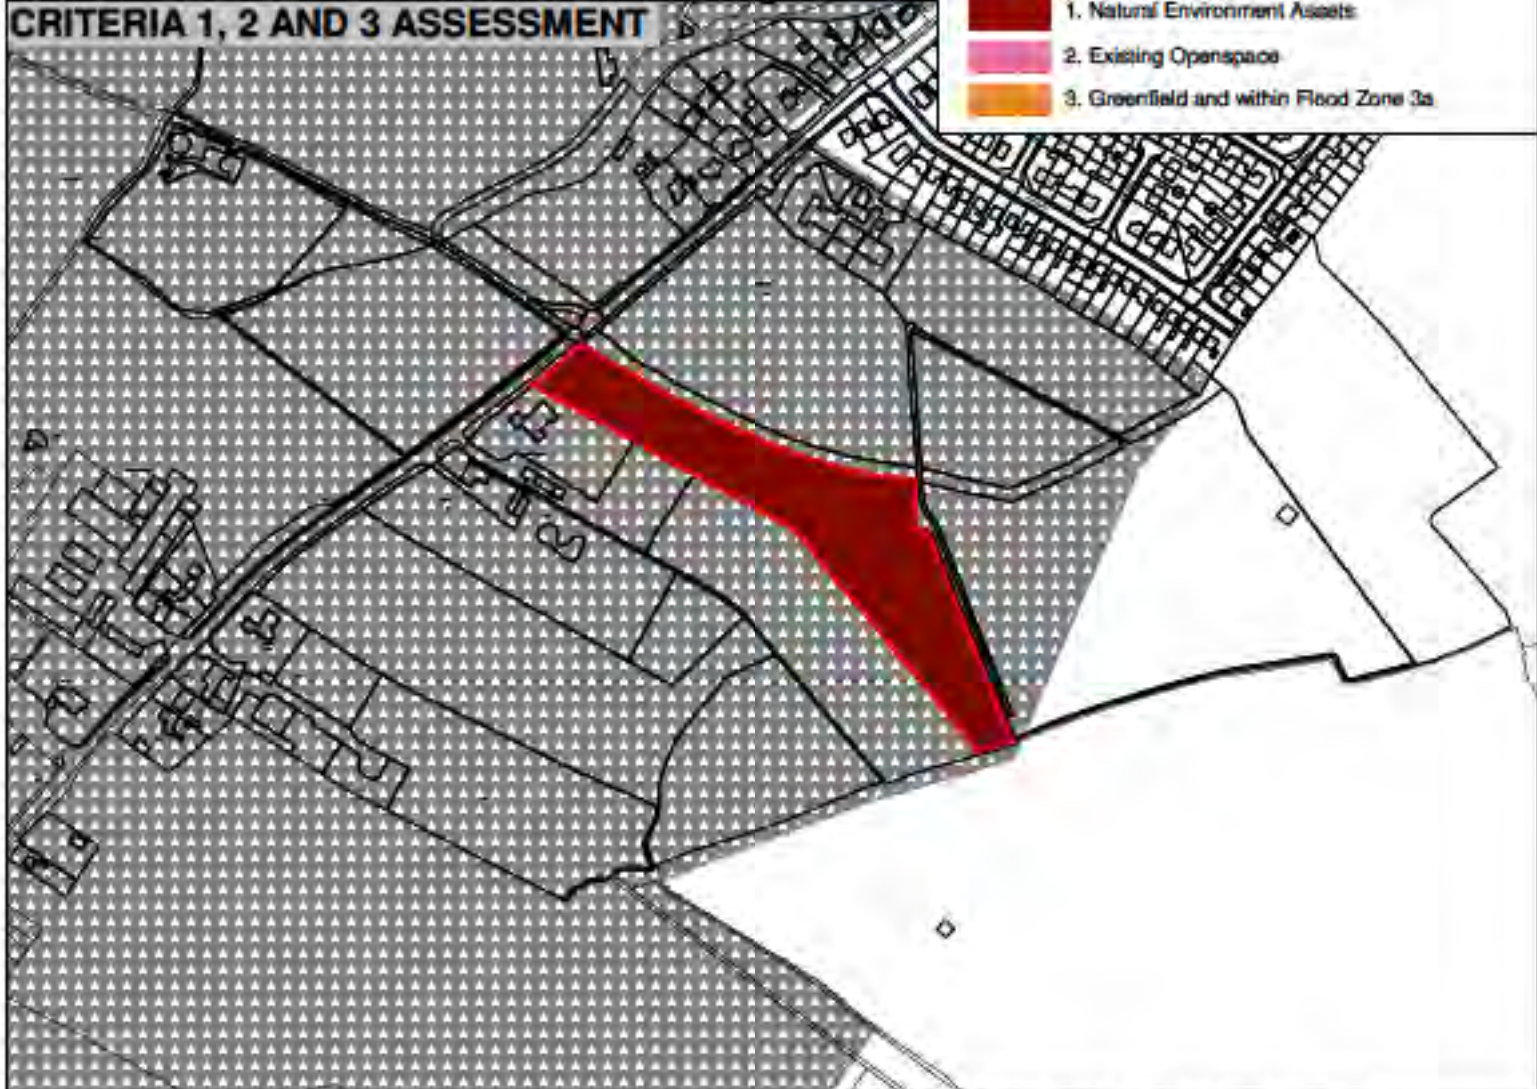 CRITERIA 1, 2 AND 3 ASSESSMENT
1. Natural Environment Assets
2. Existing Openspace
3. Greenfield and within Flood Zone 3a